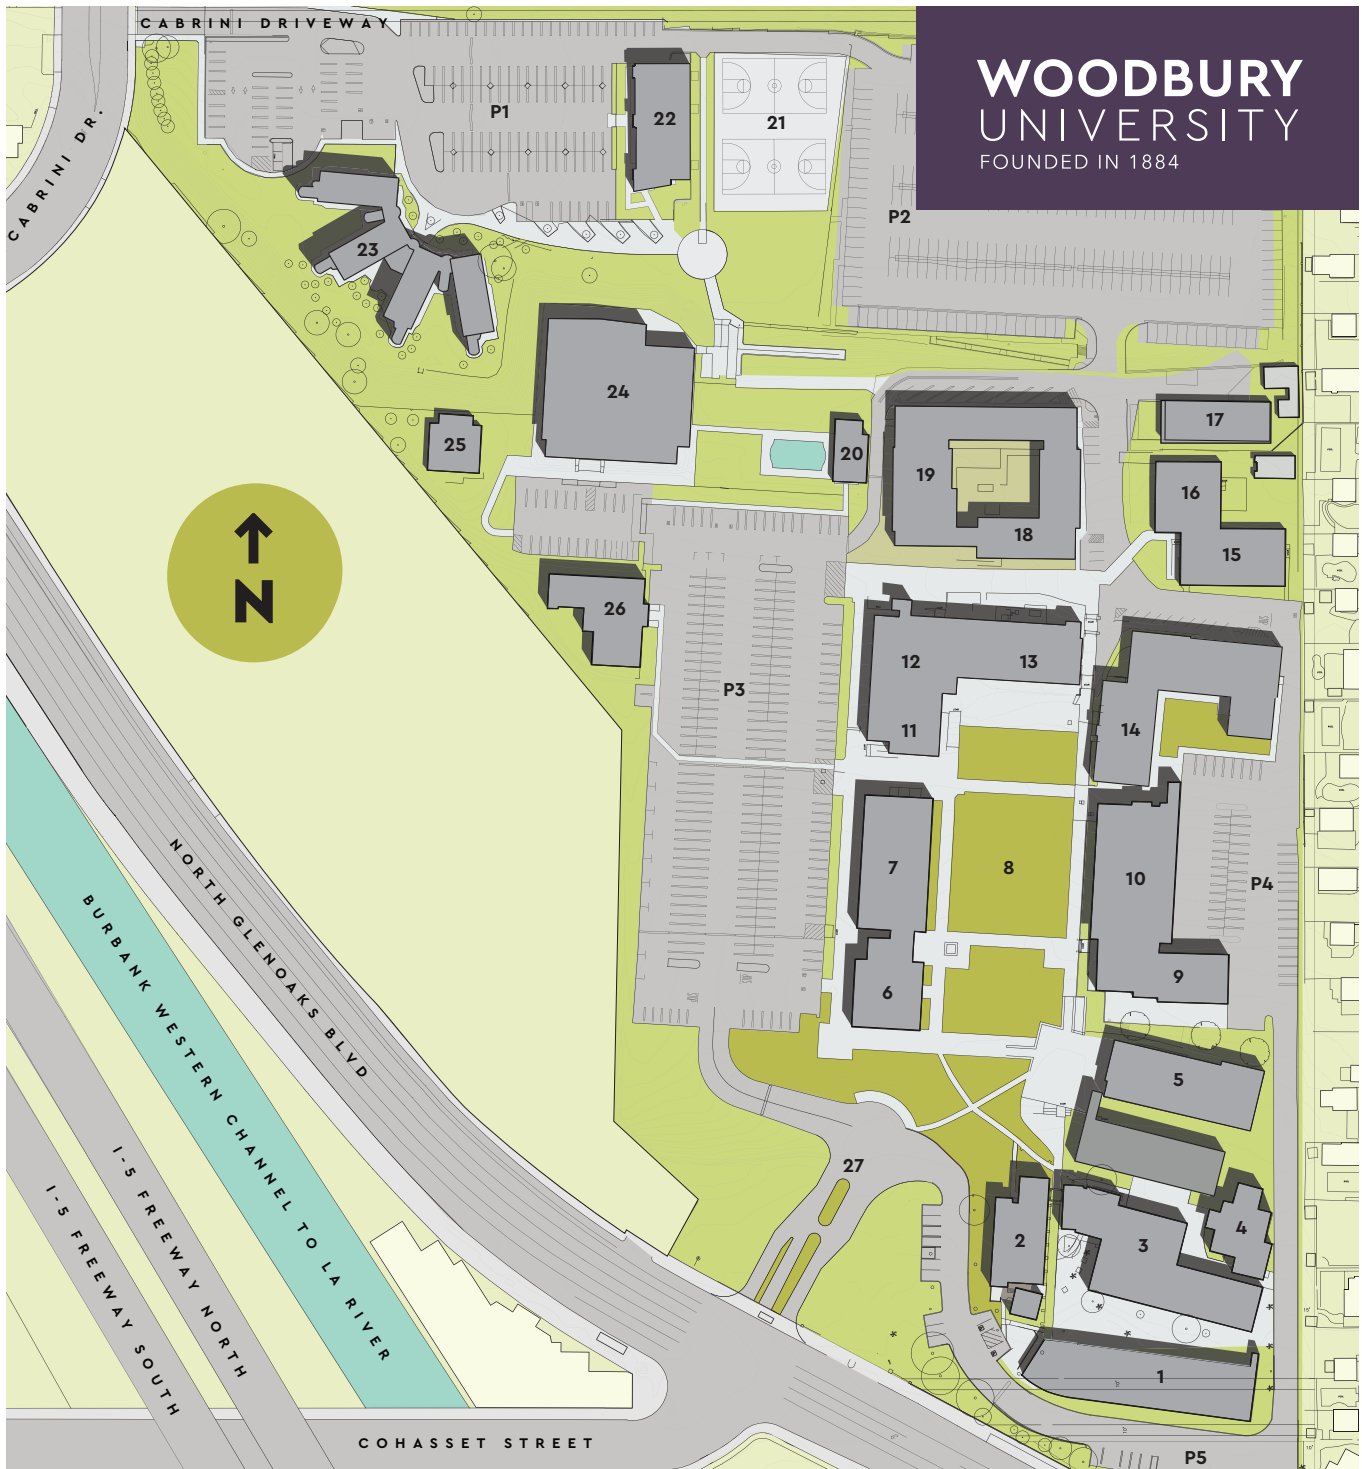 CABRINI DRIVEWAY
WOODBURY
UNIVERSITY
FOUNDED IN 1884
CABRINI DR.
P1
22
21
P2
23
24
25
20
19
18
17
16
15
N
26
12
13
11
14
P3
7
8
10
P4
9
6
5
NORTH GLENOAKS BLVD
BURBANK WESTERN CHANNEL TO LA RIVER
I-5 FREEWAY NORTH
I-5 FREEWAY SOUTH
27
2
3
4
1
COHASSET STREET
P5